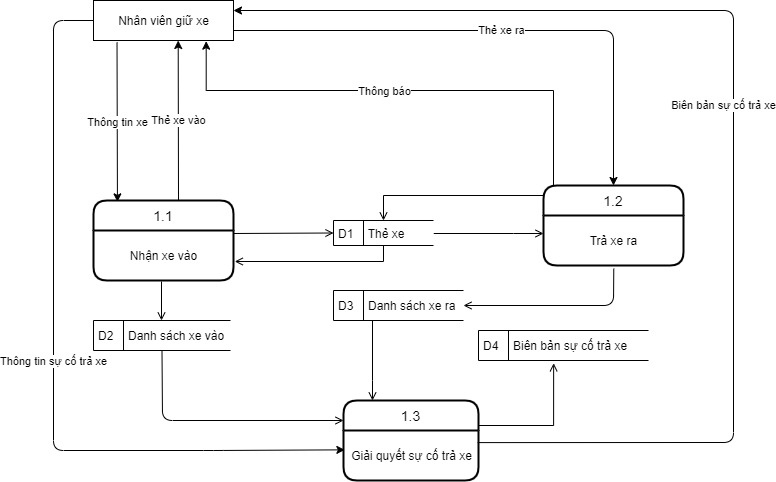 Nhân viên giữ xe
Thẻ xe ra
Thông báo
Biên bản sự cố trả xe
Thông tin xe
Thẻ xe vào
1.1
Nhận xe vào
D1
Thẻ xe
1.2
Trả xe ra
D3
Danh sách xe ra
D2
Danh sách xe vào
D4
Biên bản sự cố trả xe
Thông tin sự cố trả xe
1.3
Giải quyết sự cố trả xe